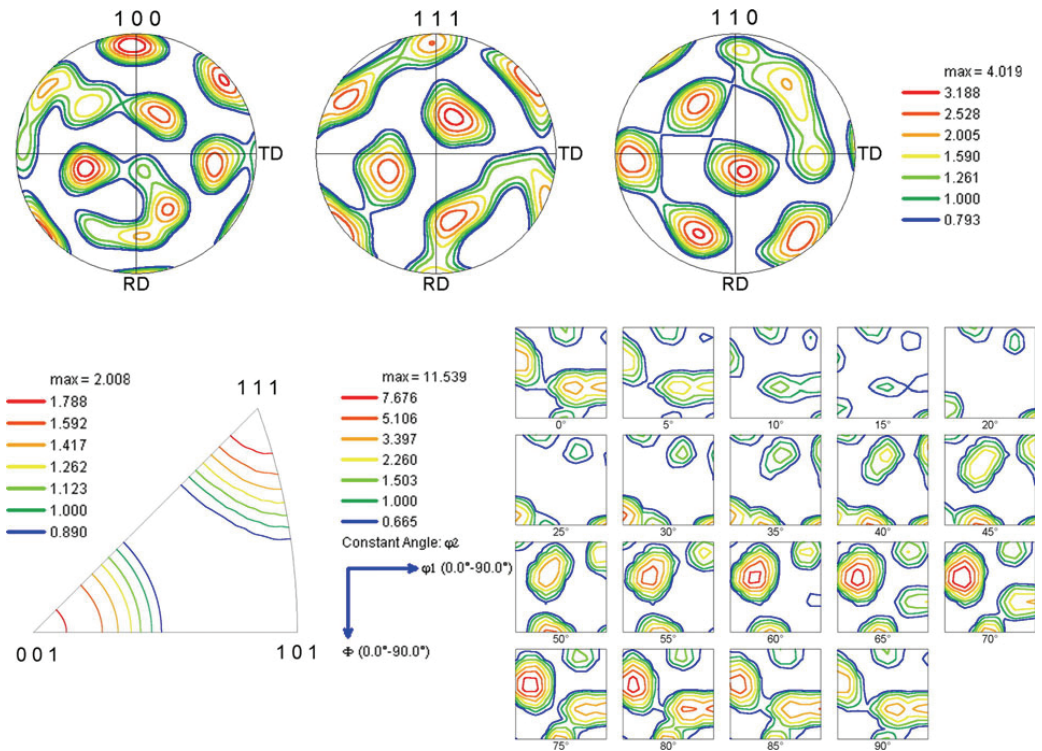 1 0 0
1 1 1
1 1 0
TD
TD
TD
RD
RD
RD
max = 4.019
3.188
2.528
2.005
1.590
1.261
1.000
0.793
max = 2.008
1.788
1.592
1.417
1.262
1.123
1.000
0.890
1 1 1
0 0 1
1 0 1
max = 11.539
7.676
5.106
3.397
2.260
1.503
1.000
0.665
Constant Angle: φ2
φ1 (0.0°-90.0°)
Φ (0.0°-90.0°)
0° 5° 10° 15° 20°
25° 30° 35° 40° 45°
50° 55° 60° 65° 70°
75° 80° 85° 90°